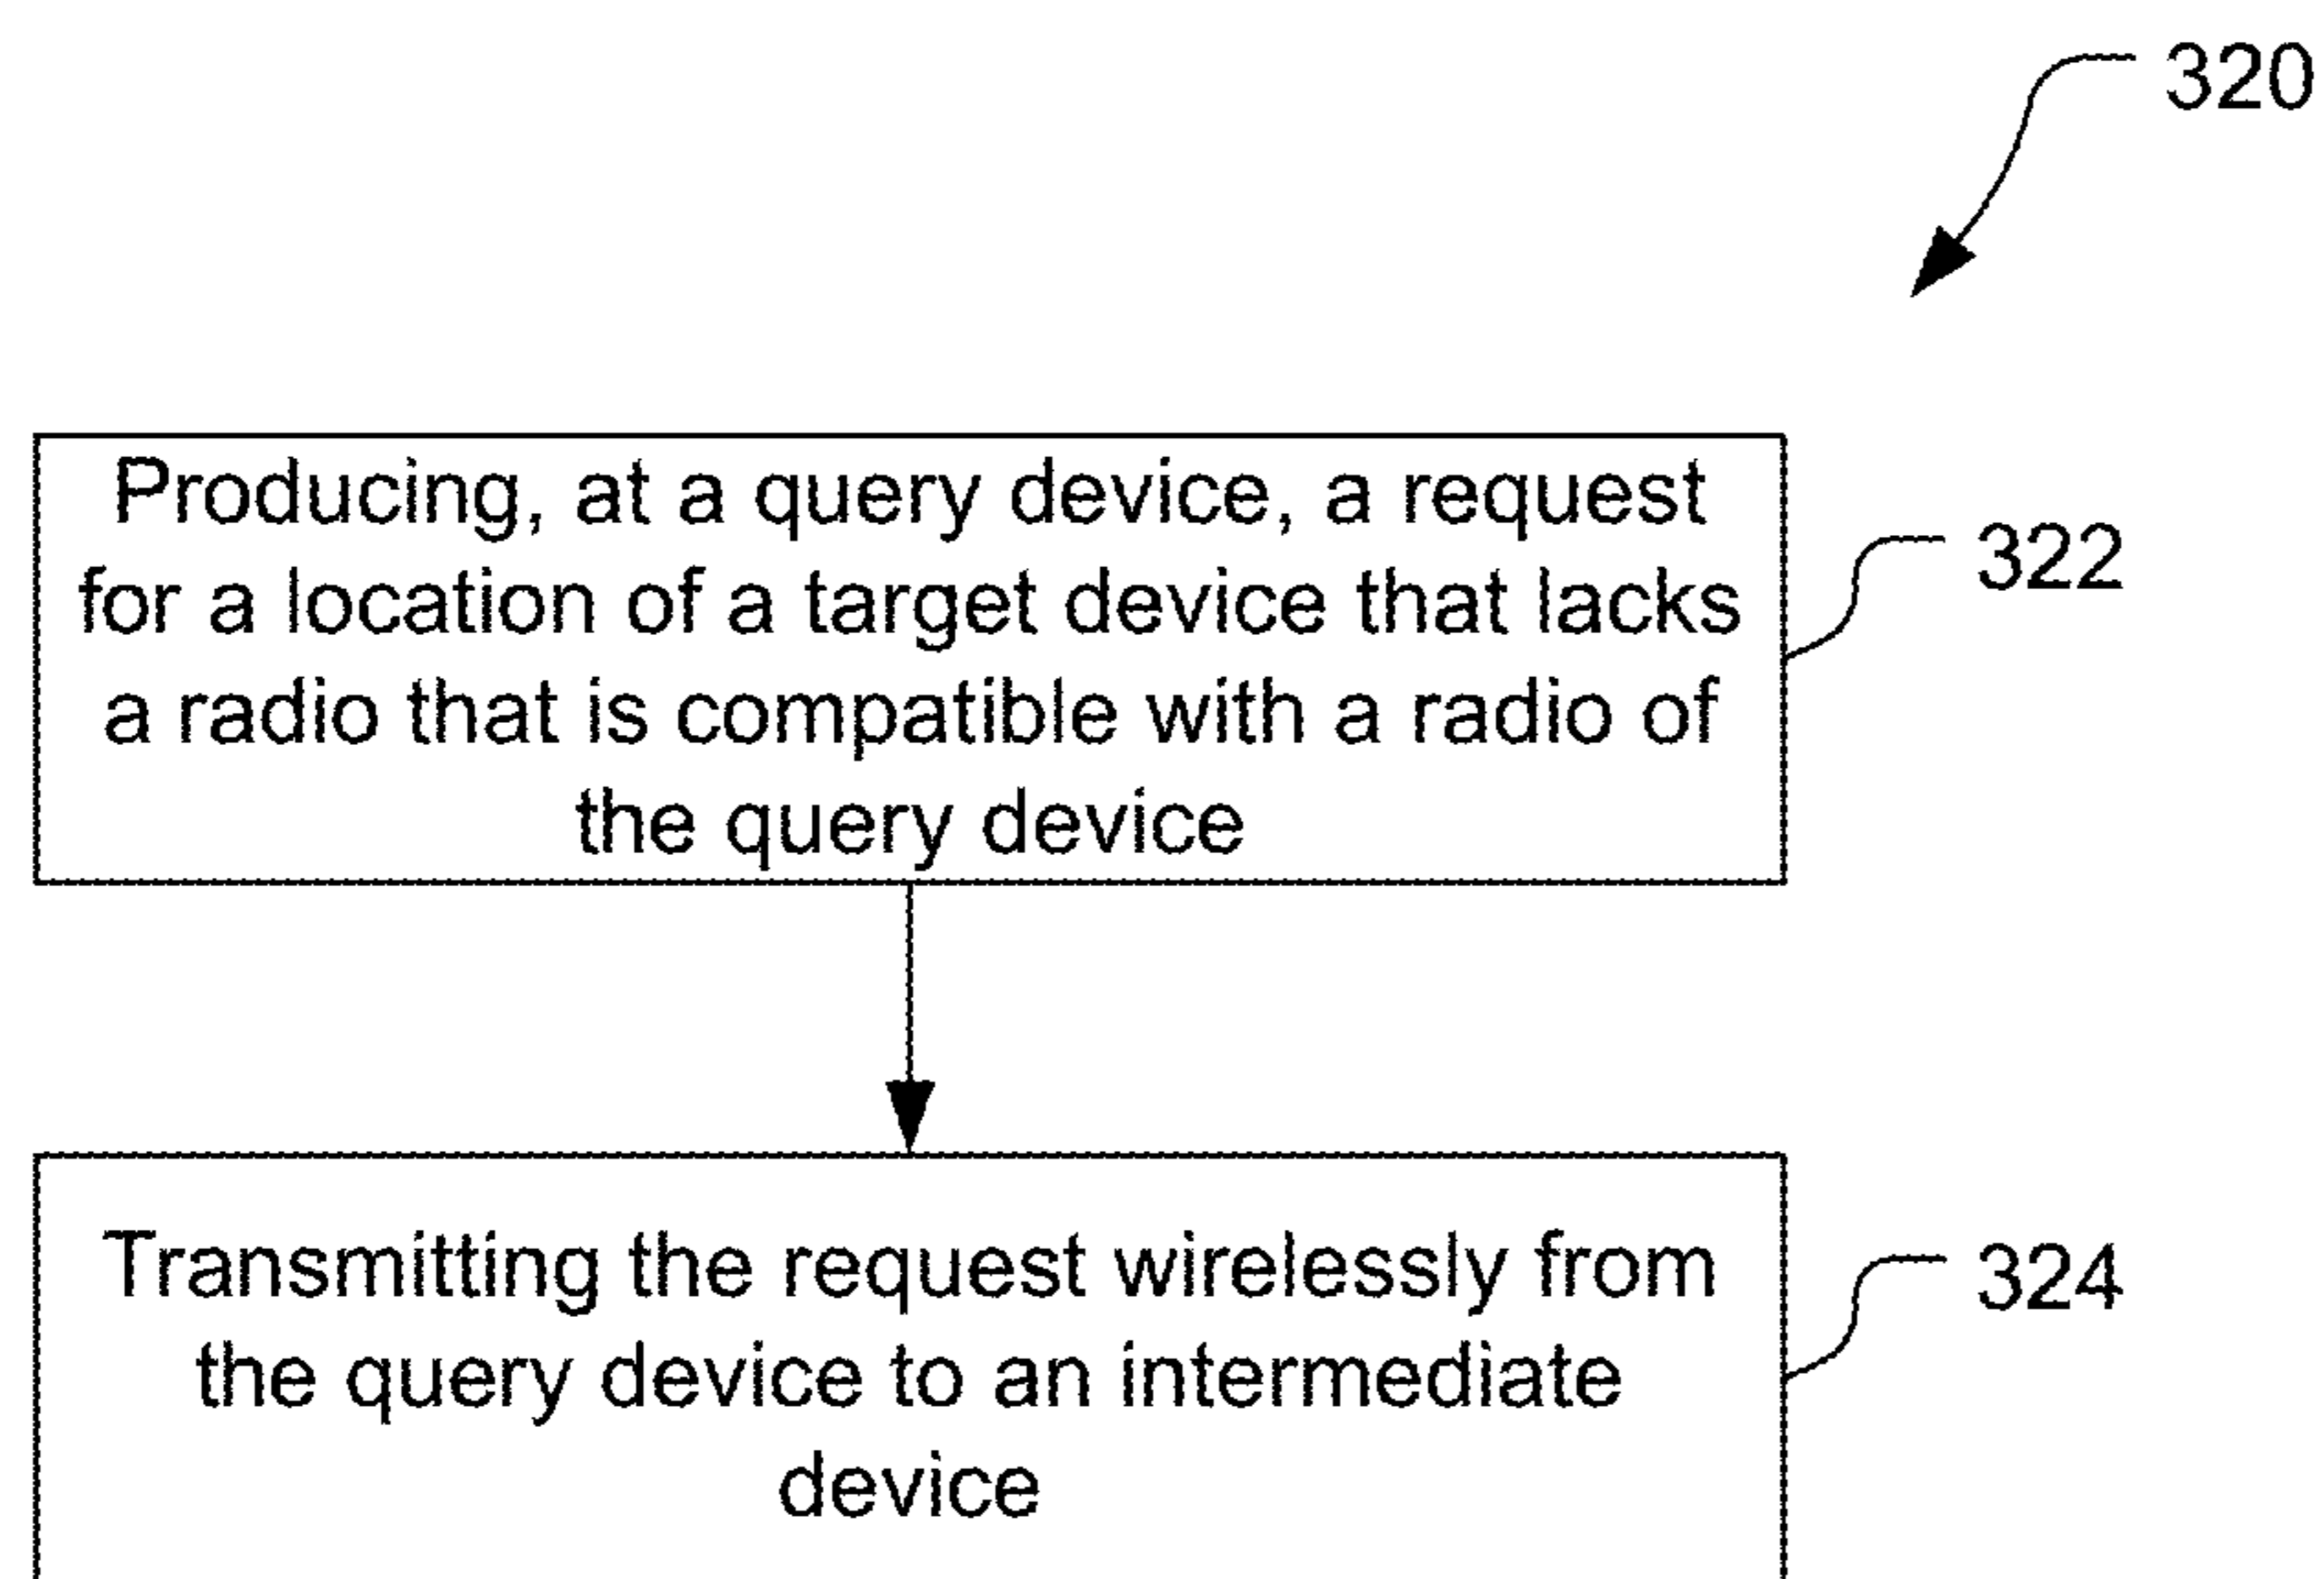 320
Producing, at a query device, a request
for a location of a target device that lacks
a radio that is compatible with a radio of
the query device
322
Transmitting the request wirelessly from
the query device to an intermediate
device
324